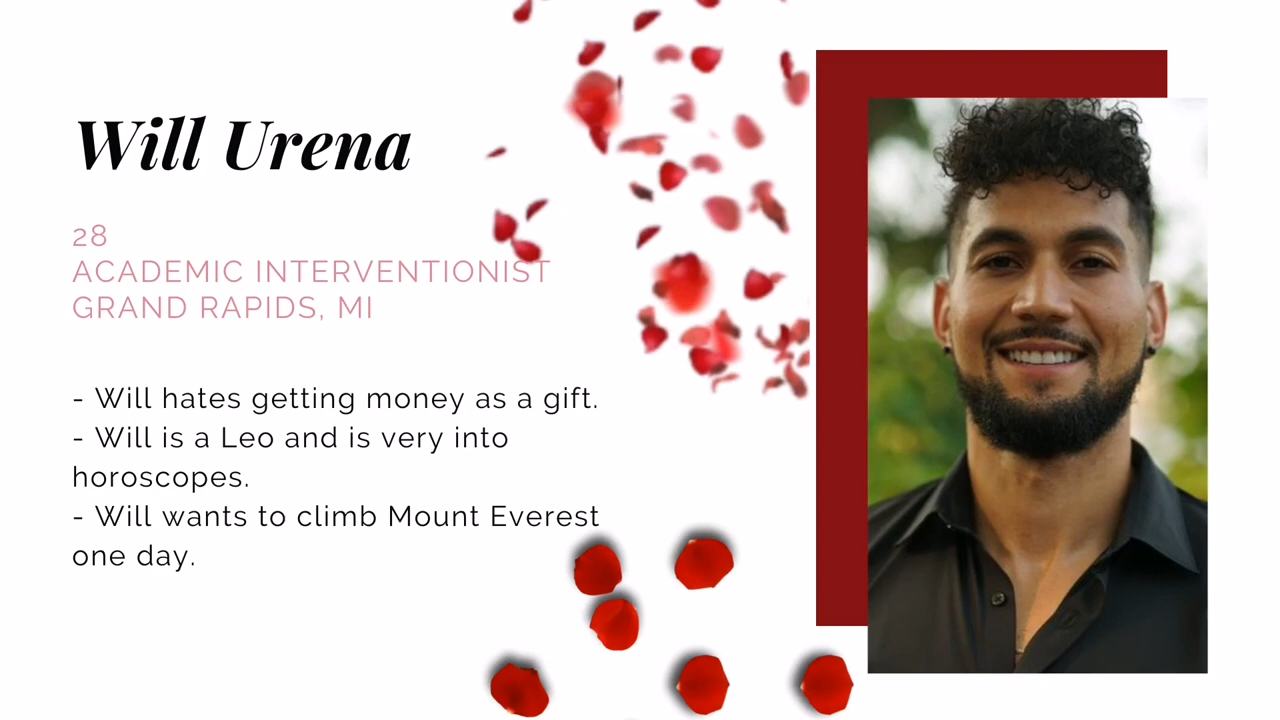 Will Urena
28
ACADEMIC INTERVENTIONIST
GRAND RAPIDS, MI
- Will hates getting money as a gift.
- Will is a Leo and is very into
horoscopes.
- Will wants to climb Mount Everest
one day.